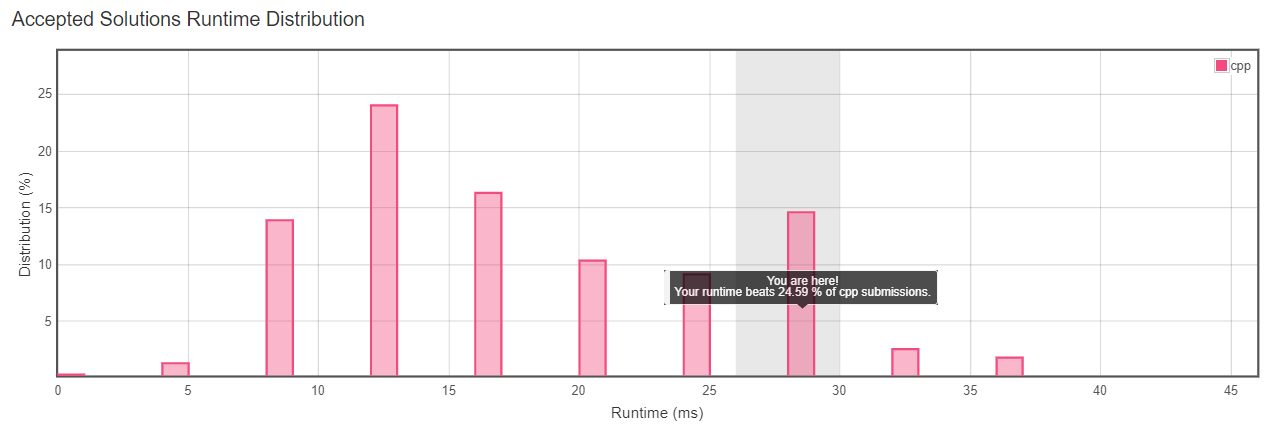 Accepted Solutions Runtime Distribution
cpp
25
20
15
10
5
Distribution (%)
You are here!
Your runtime beats 24.59 % of cpp submissions.
0 5 10 15 20 25 30 35 40 45
Runtime (ms)